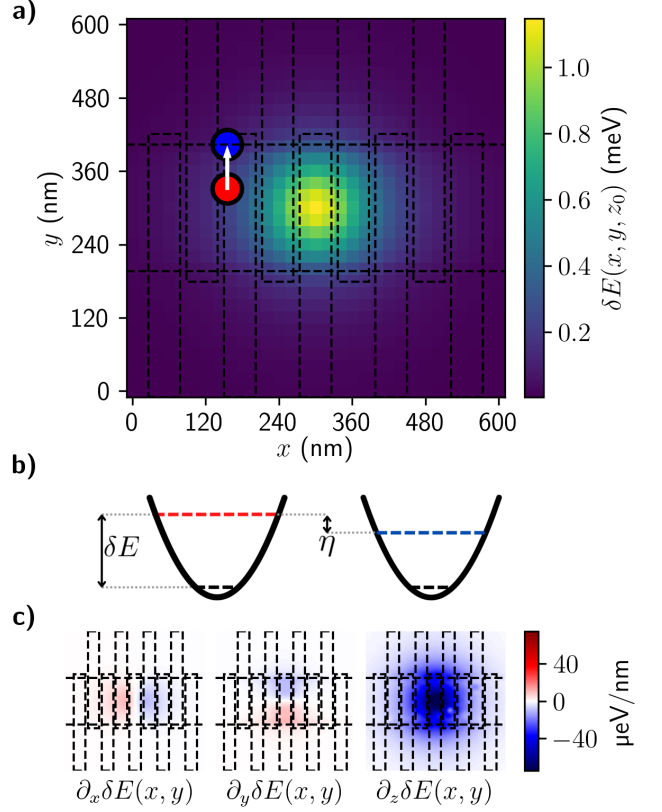 a)
600
480
360
240
120
0
y (nm)
0 120 240 360 480 600
x (nm)
1.0
0.8
0.6
0.4
0.2
δE(x, y, z₀) (meV)
b)
δE
η
c)
40
0
−40
µeV/nm
∂ₓδE(x, y) ∂ᵧδE(x, y) ∂_zδE(x, y)